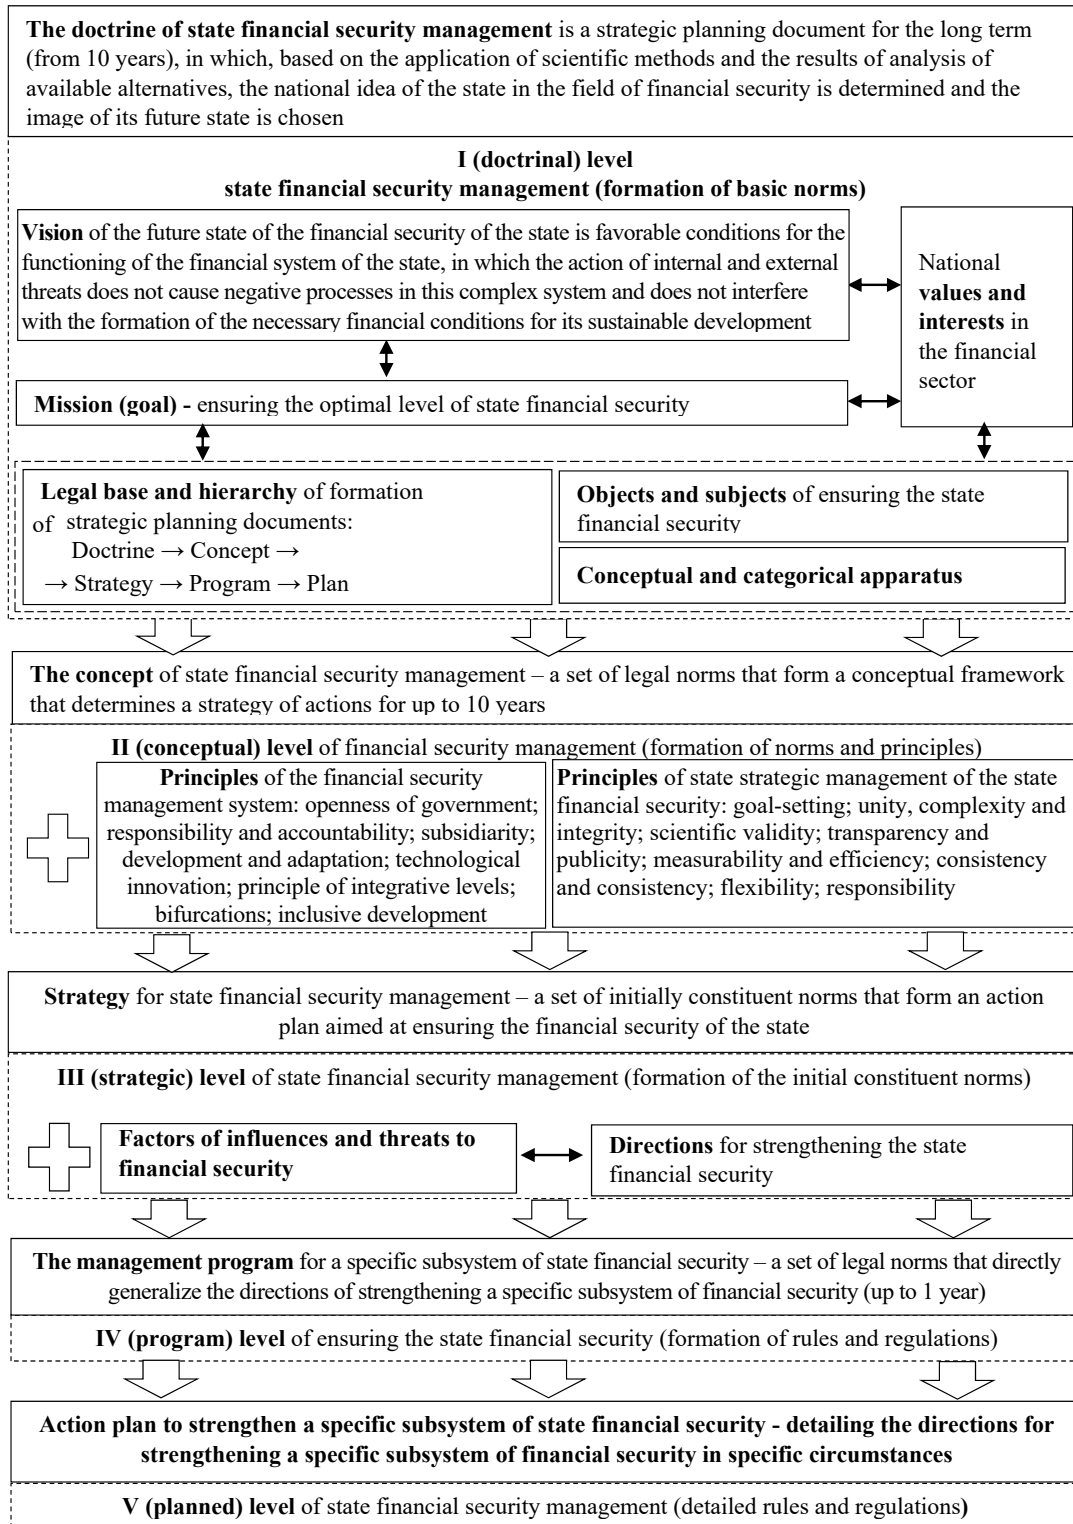 The doctrine of state financial security management is a strategic planning document for the long term
(from 10 years), in which, based on the application of scientific methods and the results of analysis of
available alternatives, the national idea of the state in the field of financial security is determined and the
image of its future state is chosen
I (doctrinal) level
state financial security management (formation of basic norms)
Vision of the future state of the financial security of the state is favorable conditions for the
functioning of the financial system of the state, in which the action of internal and external
threats does not cause negative processes in this complex system and does not interfere
with the formation of the necessary financial conditions for its sustainable development
National
values and
interests in
the financial
sector
Mission (goal) - ensuring the optimal level of state financial security
Legal base and hierarchy of formation
of strategic planning documents:
Doctrine → Concept →
→ Strategy → Program → Plan
Objects and subjects of ensuring the state
financial security
Conceptual and categorical apparatus
The concept of state financial security management – a set of legal norms that form a conceptual framework
that determines a strategy of actions for up to 10 years
II (conceptual) level of financial security management (formation of norms and principles)
Principles of the financial security
management system: openness of government;
responsibility and accountability; subsidiarity;
development and adaptation; technological
innovation; principle of integrative levels;
bifurcations; inclusive development
Principles of state strategic management of the state
financial security: goal-setting; unity, complexity and
integrity; scientific validity; transparency and
publicity; measurability and efficiency; consistency
and consistency; flexibility; responsibility
Strategy for state financial security management – a set of initially constituent norms that form an action
plan aimed at ensuring the financial security of the state
III (strategic) level of state financial security management (formation of the initial constituent norms)
Factors of influences and threats to
financial security
Directions for strengthening the state
financial security
The management program for a specific subsystem of state financial security – a set of legal norms that directly
generalize the directions of strengthening a specific subsystem of financial security (up to 1 year)
IV (program) level of ensuring the state financial security (formation of rules and regulations)
Action plan to strengthen a specific subsystem of state financial security - detailing the directions for
strengthening a specific subsystem of financial security in specific circumstances
V (planned) level of state financial security management (detailed rules and regulations)